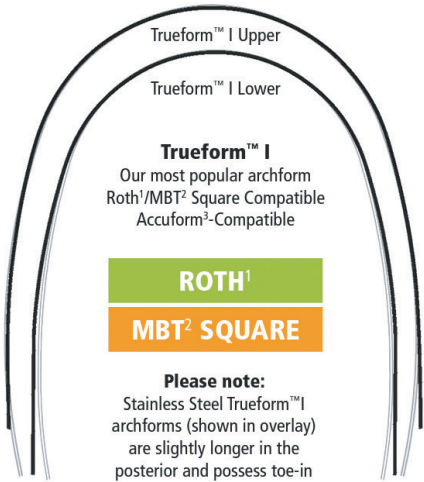 Trueform™ I Upper
Trueform™ I Lower
Trueform™ I
Our most popular archform
Roth¹/MBT² Square Compatible
Accuform³-Compatible
ROTH¹
MBT² SQUARE
Please note:
Stainless Steel Trueform™I
archforms (shown in overlay)
are slightly longer in the
posterior and possess toe-in